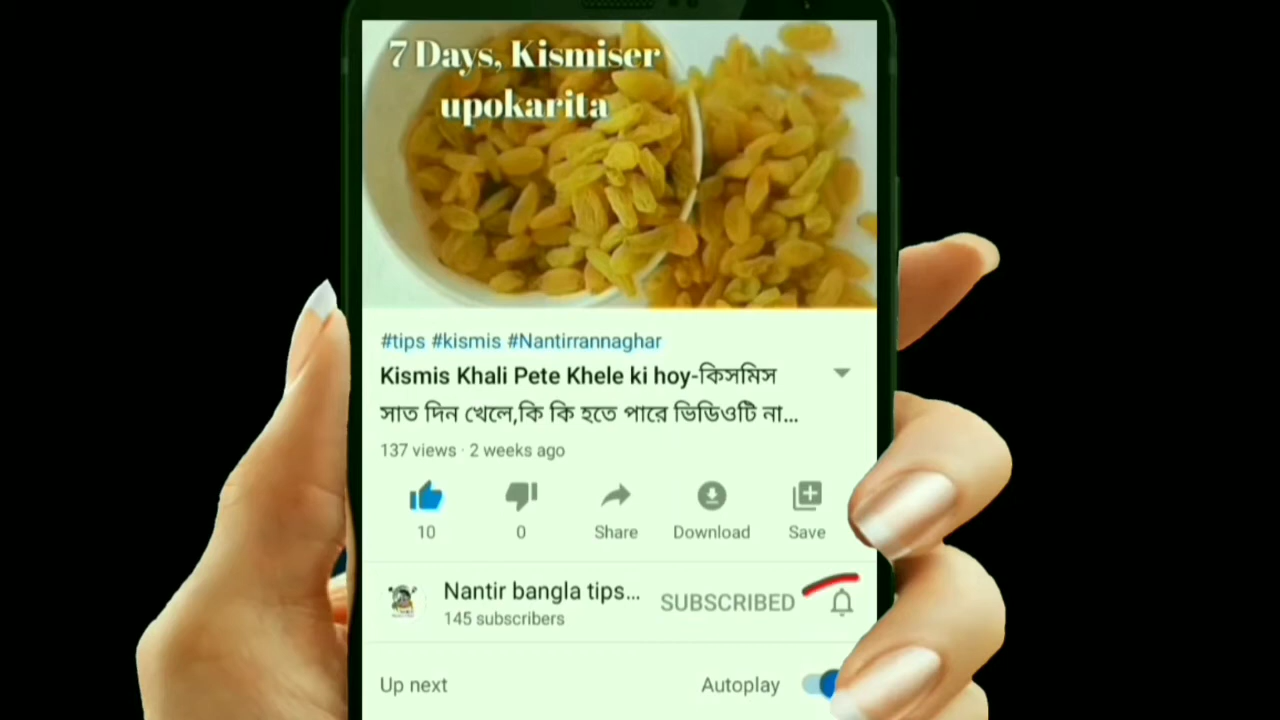 7 Days, Kismiser
upokarita
#tips #kismis #Nantirrannaghar
Kismis Khali Pete Khele ki hoy-কিসমিস
সাত দিন খেলে,কি কি হতে পারে ভিডিওটি না...
137 views · 2 weeks ago
10
0
Share
Download
Save
Nantir bangla tips...
SUBSCRIBED
145 subscribers
Up next
Autoplay